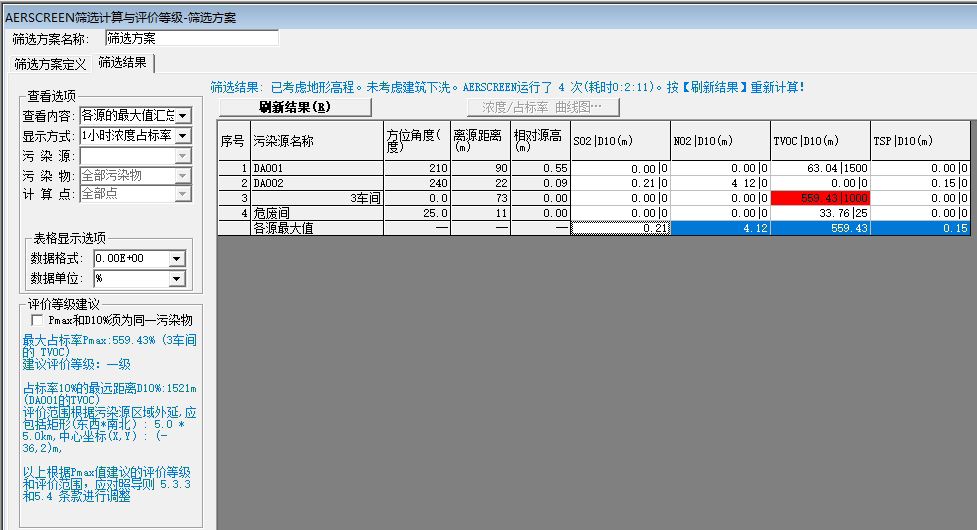 AERSCREEN筛选计算与评价等级-筛选方案
筛选方案名称: 筛选方案
筛选方案定义 筛选结果
筛选结果: 已考虑地形高程。未考虑建筑下洗。AERSCREEN运行了 4 次(耗时0:2:11)。按【刷新结果】重新计算!
查看选项
查看内容: 各源的最大值汇总
显示方式: 1小时浓度占标率
污 染 源:
污 染 物: 全部污染物
计 算 点: 全部点
表格显示选项
数据格式: 0.00E+00
数据单位: %
评价等级建议
Pmax和D10%须为同一污染物
最大占标率Pmax:559.43% (3车间
的 TVOC)
建议评价等级: 一级
占标率10%的最远距离D10%:1521m
(DA001的TVOC)
评价范围根据污染源区域外延,应
包括矩形(东西*南北): 5.0 *
5.0km,中心坐标(X,Y): (-
36,2)m,
以上根据Pmax值建议的评价等级
和评价范围,应对照导则 5.3.3
和5.4 条款进行调整
刷新结果(R) 浓度/占标率 曲线图…
序号 污染源名称 方位角度(度) 离源距离(m) 相对源高(m) SO2|D10(m) NO2|D10(m) TVOC|D10(m) TSP|D10(m)
1 DA001 210 90 0.55 0.00|0 0.00|0 63.04|1500 0.00|0
2 DA002 240 22 0.09 0.21|0 4.12|0 0.00|0 0.15|0
3 3车间 0.0 73 0.00 0.00|0 0.00|0 559.43|1000 0.00|0
4 危废间 25.0 11 0.00 0.00|0 0.00|0 33.76|25 0.00|0
各源最大值 — — — 0.21 4.12 559.43 0.15